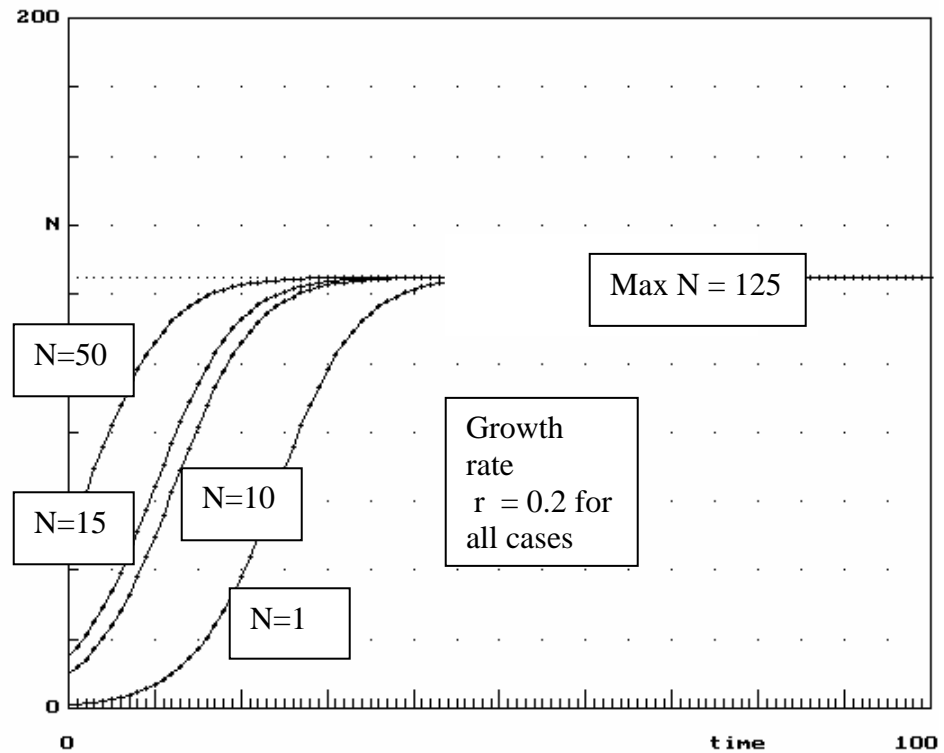 200
N
Max N = 125
N=50
Growth
rate
r = 0.2 for
all cases
N=15
N=10
N=1
0
0
time
100